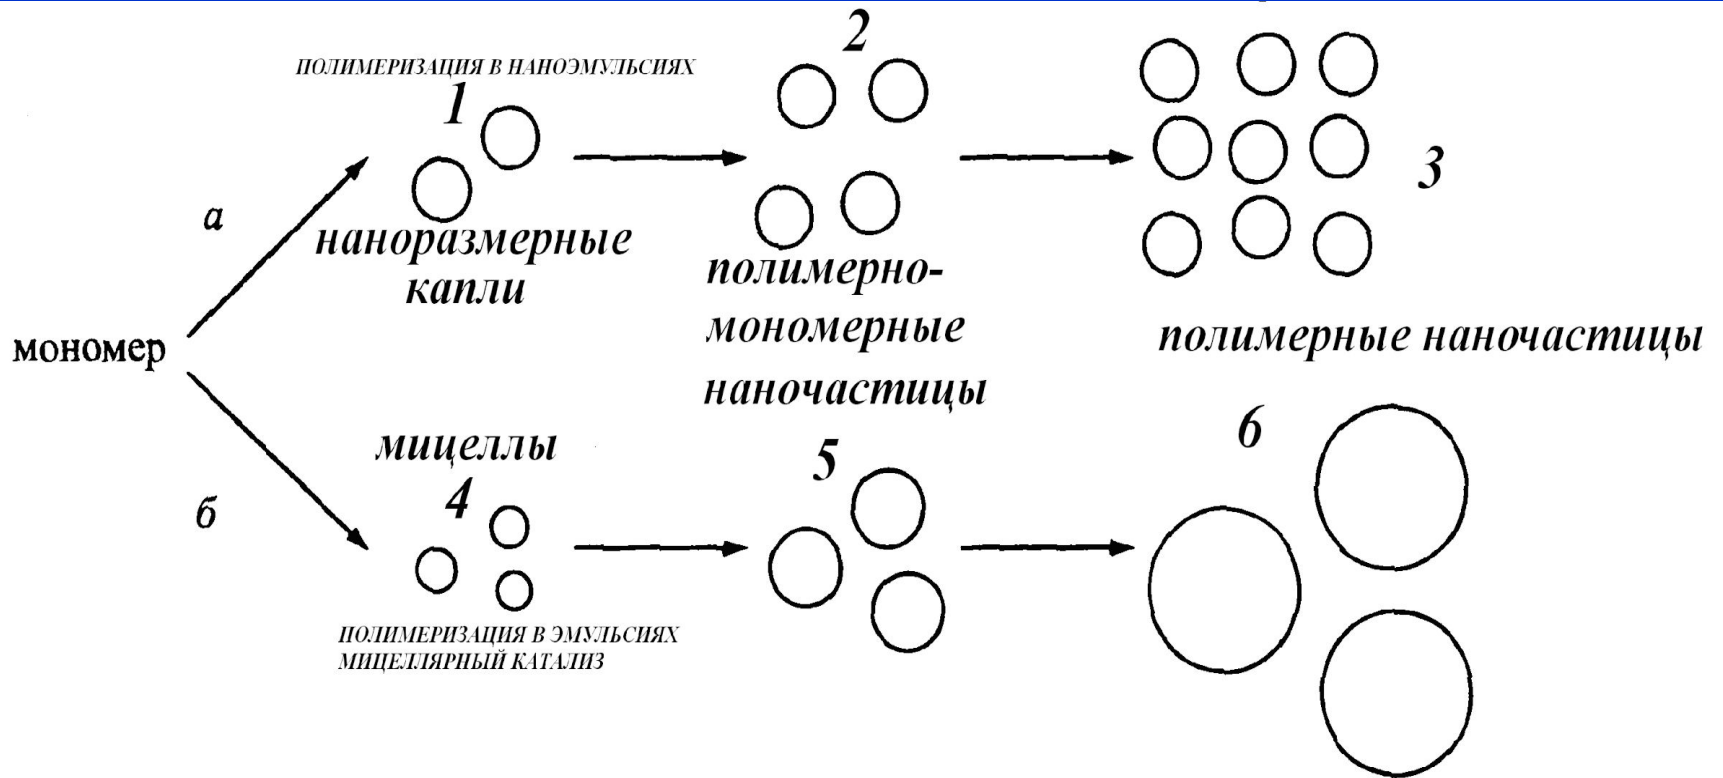 ПОЛИМЕРИЗАЦИЯ В НАНОЭМУЛЬСИЯХ
1
2
3
а
наноразмерные
капли
полимерно-
мономерные
наночастицы
полимерные наночастицы
мономер
б
мицеллы
4
5
6
ПОЛИМЕРИЗАЦИЯ В ЭМУЛЬСИЯХ
МИЦЕЛЛЯРНЫЙ КАТАЛИЗ